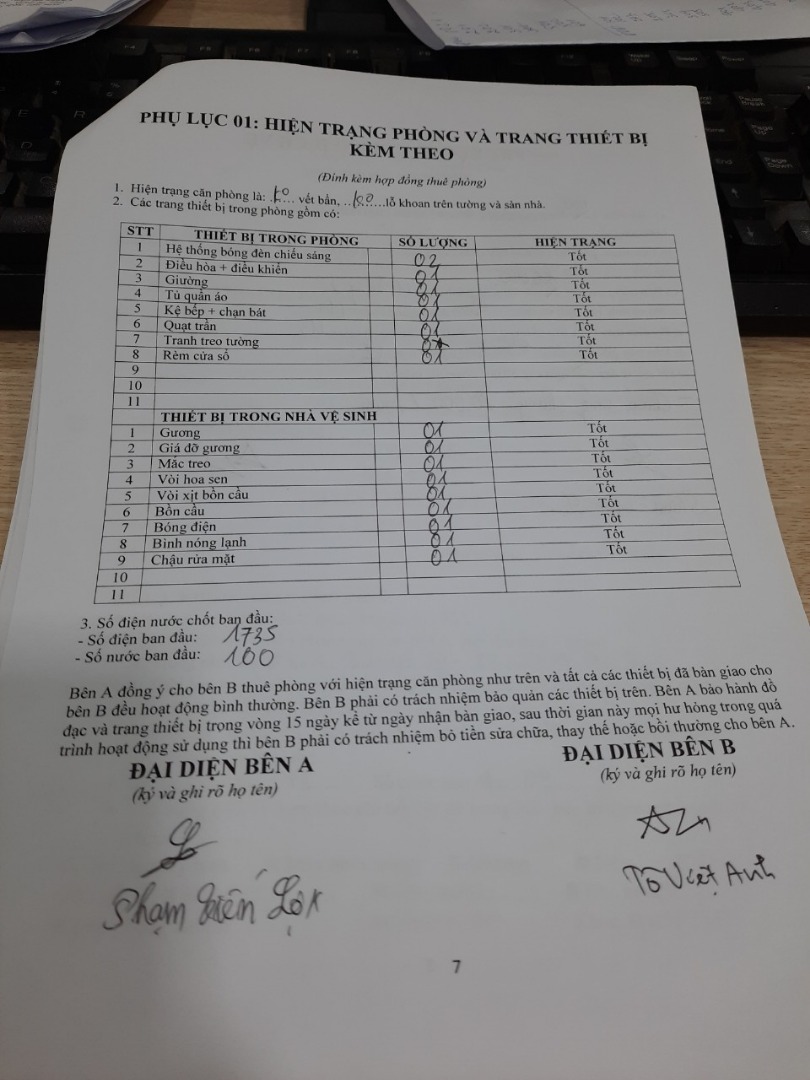 PHỤ LỤC 01: HIỆN TRẠNG PHÒNG VÀ TRANG THIẾT BỊ
KÈM THEO
(Đính kèm hợp đồng thuê phòng)
1. Hiện trạng căn phòng là: ..ko... vết bẩn, ...ko......lỗ khoan trên tường và sàn nhà.
2. Các trang thiết bị trong phòng gồm có:
STT THIẾT BỊ TRONG PHÒNG SỐ LƯỢNG HIỆN TRẠNG
1 Hệ thống bóng đèn chiếu sáng 02 Tốt
2 Điều hòa + điều khiển 01 Tốt
3 Giường 01 Tốt
4 Tủ quần áo 01 Tốt
5 Kệ bếp + chạn bát 01 Tốt
6 Quạt trần 01 Tốt
7 Tranh treo tường Tốt
8 Rèm cửa sổ 01 Tốt
9
10
11
THIẾT BỊ TRONG NHÀ VỆ SINH
1 Gương 01 Tốt
2 Giá đỡ gương 01 Tốt
3 Mắc treo 01 Tốt
4 Vòi hoa sen 01 Tốt
5 Vòi xịt bồn cầu 01 Tốt
6 Bồn cầu 01 Tốt
7 Bóng điện 01 Tốt
8 Bình nóng lạnh 01 Tốt
9 Chậu rửa mặt 01 Tốt
10
11
3. Số điện nước chốt ban đầu:
- Số điện ban đầu: 1735
- Số nước ban đầu: 100
Bên A đồng ý cho bên B thuê phòng với hiện trạng căn phòng như trên và tất cả các thiết bị đã bàn giao cho
bên B đều hoạt động bình thường. Bên B phải có trách nhiệm bảo quản các thiết bị trên. Bên A bảo hành đồ
đạc và trang thiết bị trong vòng 15 ngày kể từ ngày nhận bàn giao, sau thời gian này mọi hư hỏng trong quá
trình hoạt động sử dụng thì bên B phải có trách nhiệm bỏ tiền sửa chữa, thay thế hoặc bồi thường cho bên A.
ĐẠI DIỆN BÊN A ĐẠI DIỆN BÊN B
(ký và ghi rõ họ tên) (ký và ghi rõ họ tên)
Phạm Lộc Tô Việt Anh
7